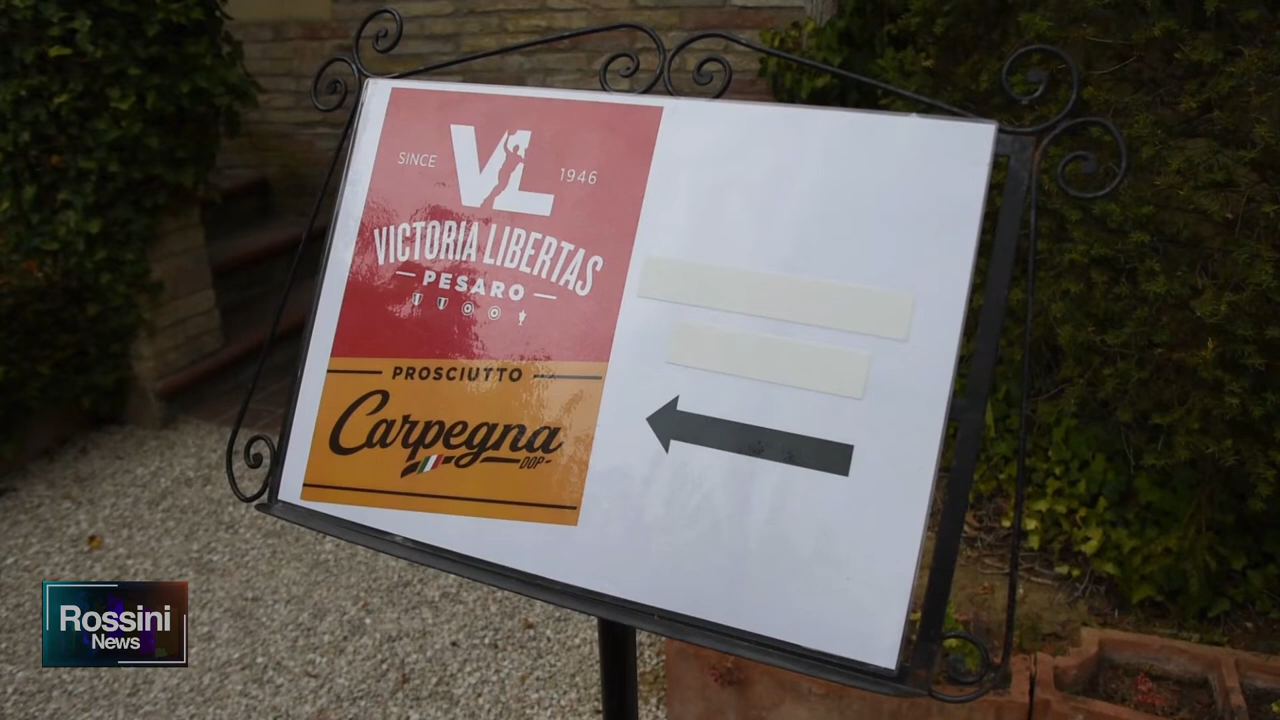 SINCE VL 1946
VICTORIA LIBERTAS
PESARO
PROSCIUTTO
Carpegna
DOP
Rossini
News